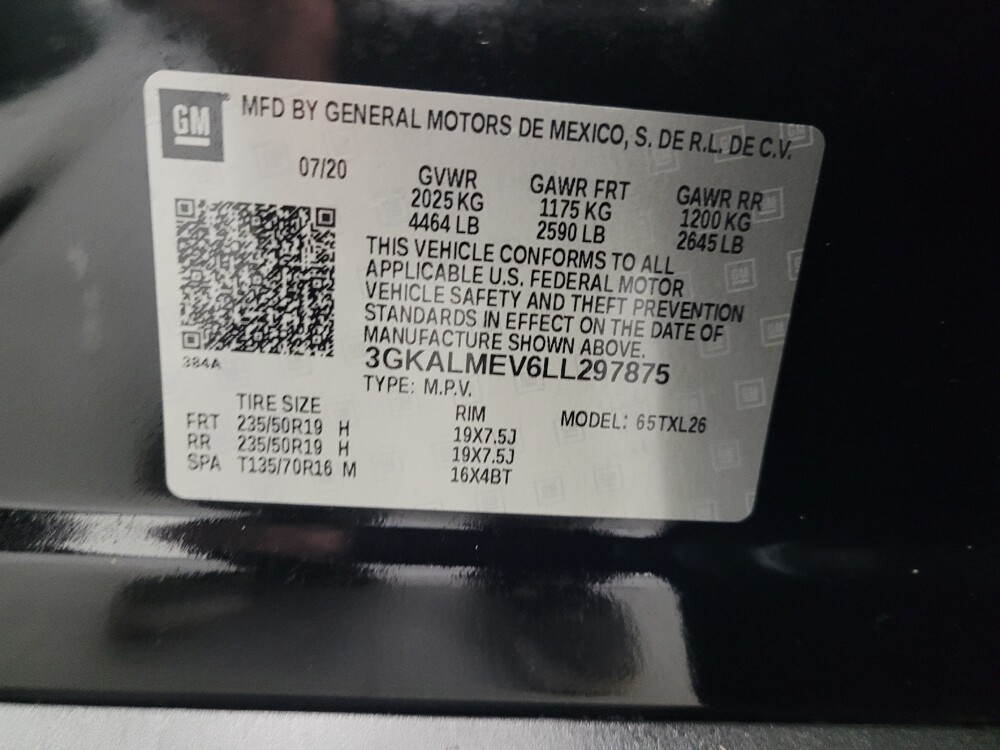 GM
MFD BY GENERAL MOTORS DE MEXICO, S. DE R.L. DE C.V.
07/20
GVWR GAWR FRT GAWR RR
2025 KG 1175 KG 1200 KG
4464 LB 2590 LB 2645 LB
THIS VEHICLE CONFORMS TO ALL
APPLICABLE U.S. FEDERAL MOTOR
VEHICLE SAFETY AND THEFT PREVENTION
STANDARDS IN EFFECT ON THE DATE OF
MANUFACTURE SHOWN ABOVE.
384A
3GKALMEV6LL297875
TYPE: M.P.V.
TIRE SIZE RIM MODEL: 65TXL26
FRT 235/50R19 H 19X7.5J
RR 235/50R19 H 19X7.5J
SPA T135/70R16 M 16X4BT